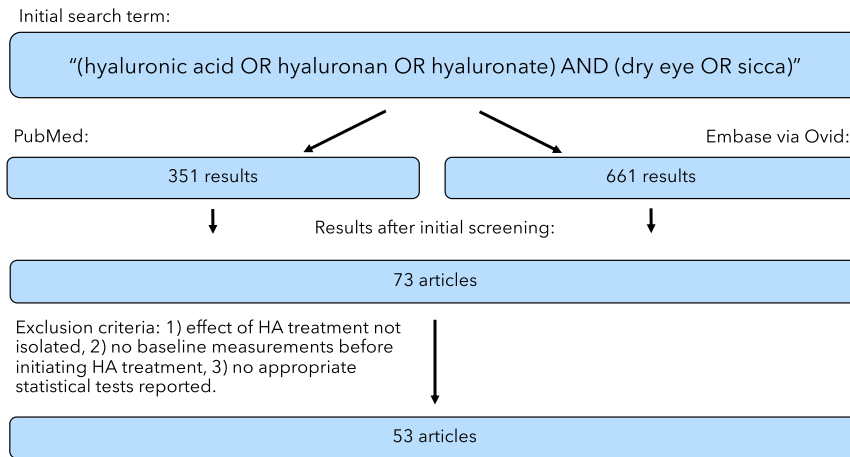 Initial search term:
“(hyaluronic acid OR hyaluronan OR hyaluronate) AND (dry eye OR sicca)”
PubMed:
Embase via Ovid:
351 results
661 results
Results after initial screening:
73 articles
Exclusion criteria: 1) effect of HA treatment not
isolated, 2) no baseline measurements before
initiating HA treatment, 3) no appropriate
statistical tests reported.
53 articles